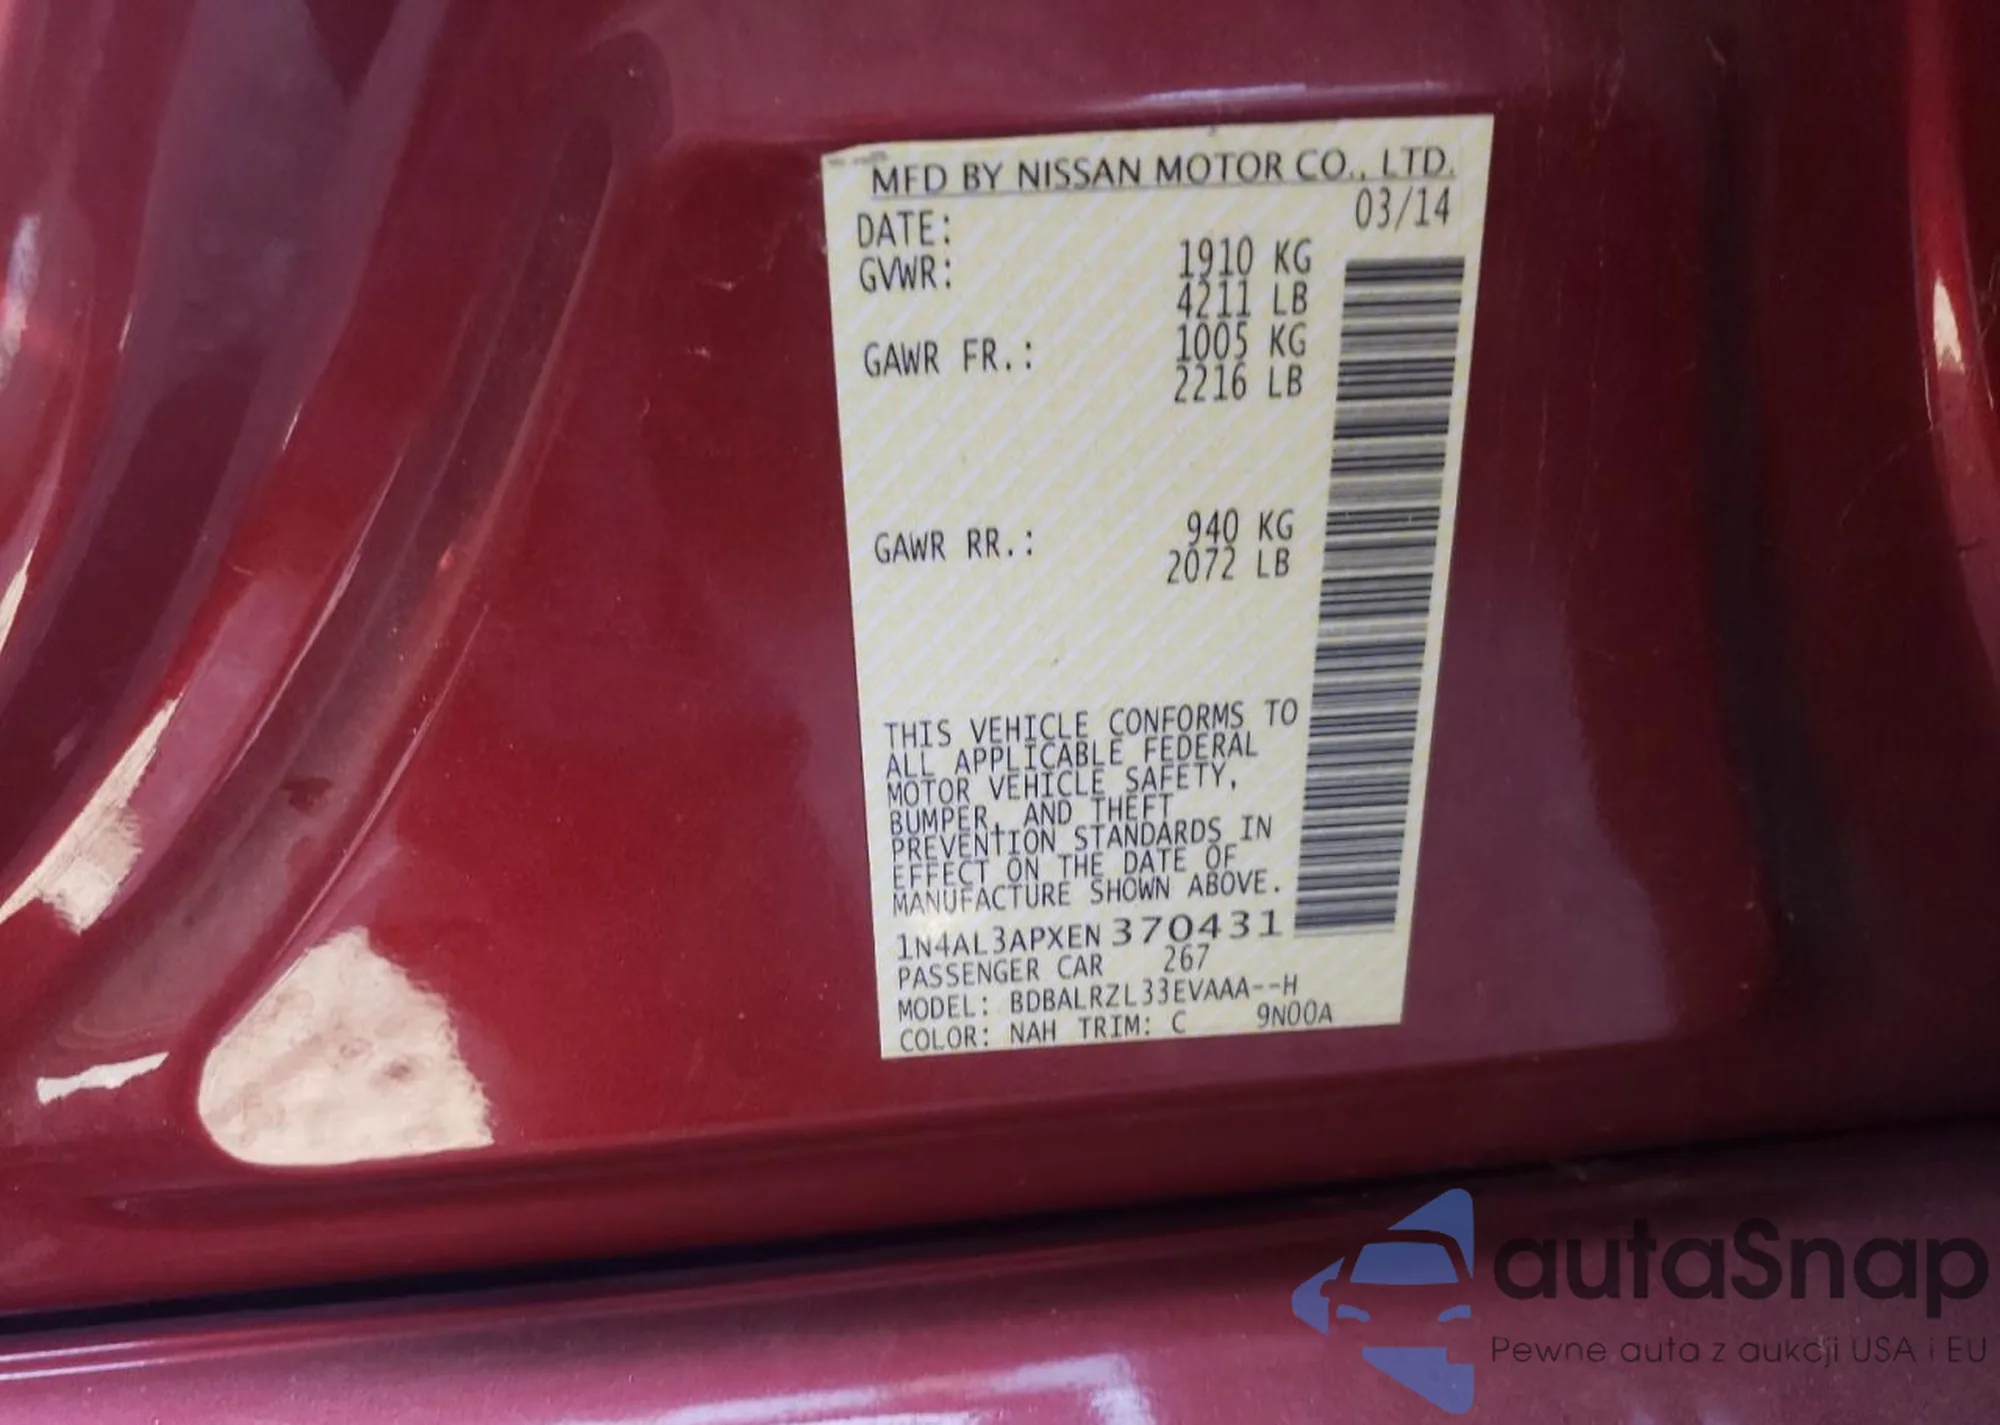 MFD BY NISSAN MOTOR CO., LTD.
DATE: 03/14
GVWR: 1910 KG
4211 LB
GAWR FR.: 1005 KG
2216 LB
GAWR RR.: 940 KG
2072 LB
THIS VEHICLE CONFORMS TO
ALL APPLICABLE FEDERAL
MOTOR VEHICLE SAFETY,
BUMPER, AND THEFT
PREVENTION STANDARDS IN
EFFECT ON THE DATE OF
MANUFACTURE SHOWN ABOVE.
1N4AL3APXEN370431
PASSENGER CAR 267
MODEL: BDBALRZL33EVAAA--H
COLOR: NAH TRIM: C 9N00A
autaSnap
Pewne auta z aukcji USA i EU